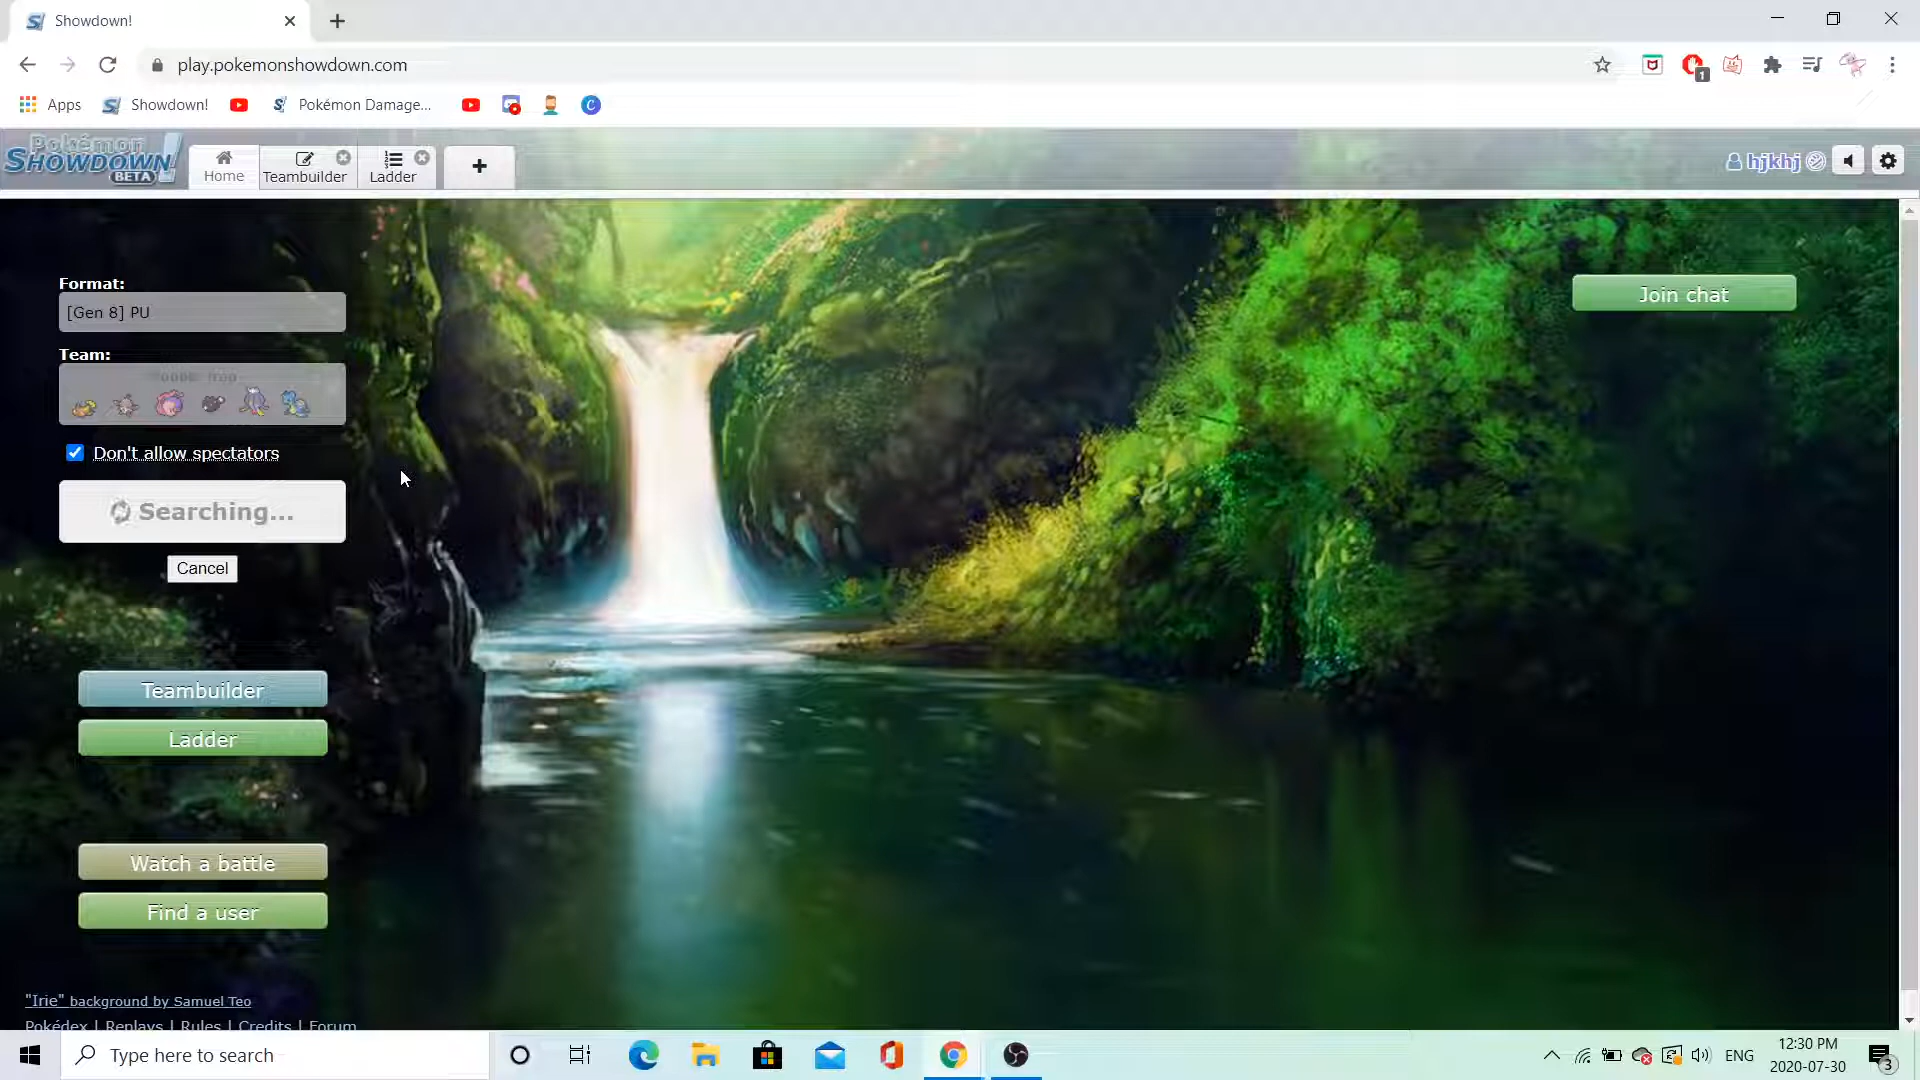 Showdown!
play.pokemonshowdown.com
1
Apps
Showdown!
Pokémon Damage...
C
Pokémon
SHOWDOWN!
BETA
Home
Teambuilder
Ladder
hjkhj
Format:
[Gen 8] PU
Team:
Don't allow spectators
Searching...
Cancel
Teambuilder
Ladder
Watch a battle
Find a user
Join chat
"Irie" background by Samuel Teo
Pokédex | Replays | Rules | Credits | Forum
Type here to search
ENG
12:30 PM
2020-07-30
3